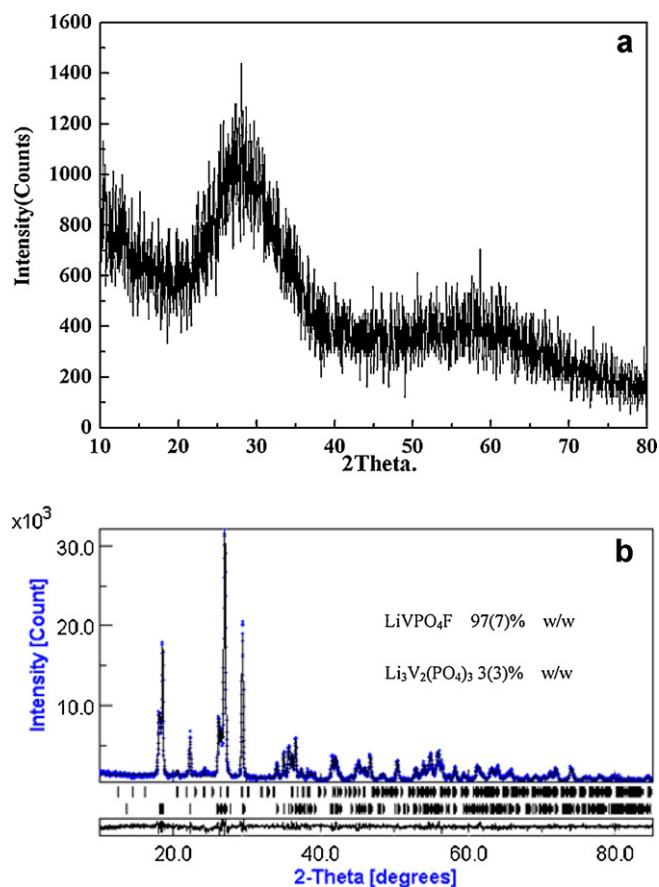 a
1600
1400
1200
1000
800
600
400
200
0
Intensity(Counts)
10 20 30 40 50 60 70 80
2Theta.
b
x10³
30.0
20.0
10.0
Intensity [Count]
LiVPO₄F 97(7)% w/w
Li₃V₂(PO₄)₃ 3(3)% w/w
20.0 40.0 60.0 80.0
2-Theta [degrees]